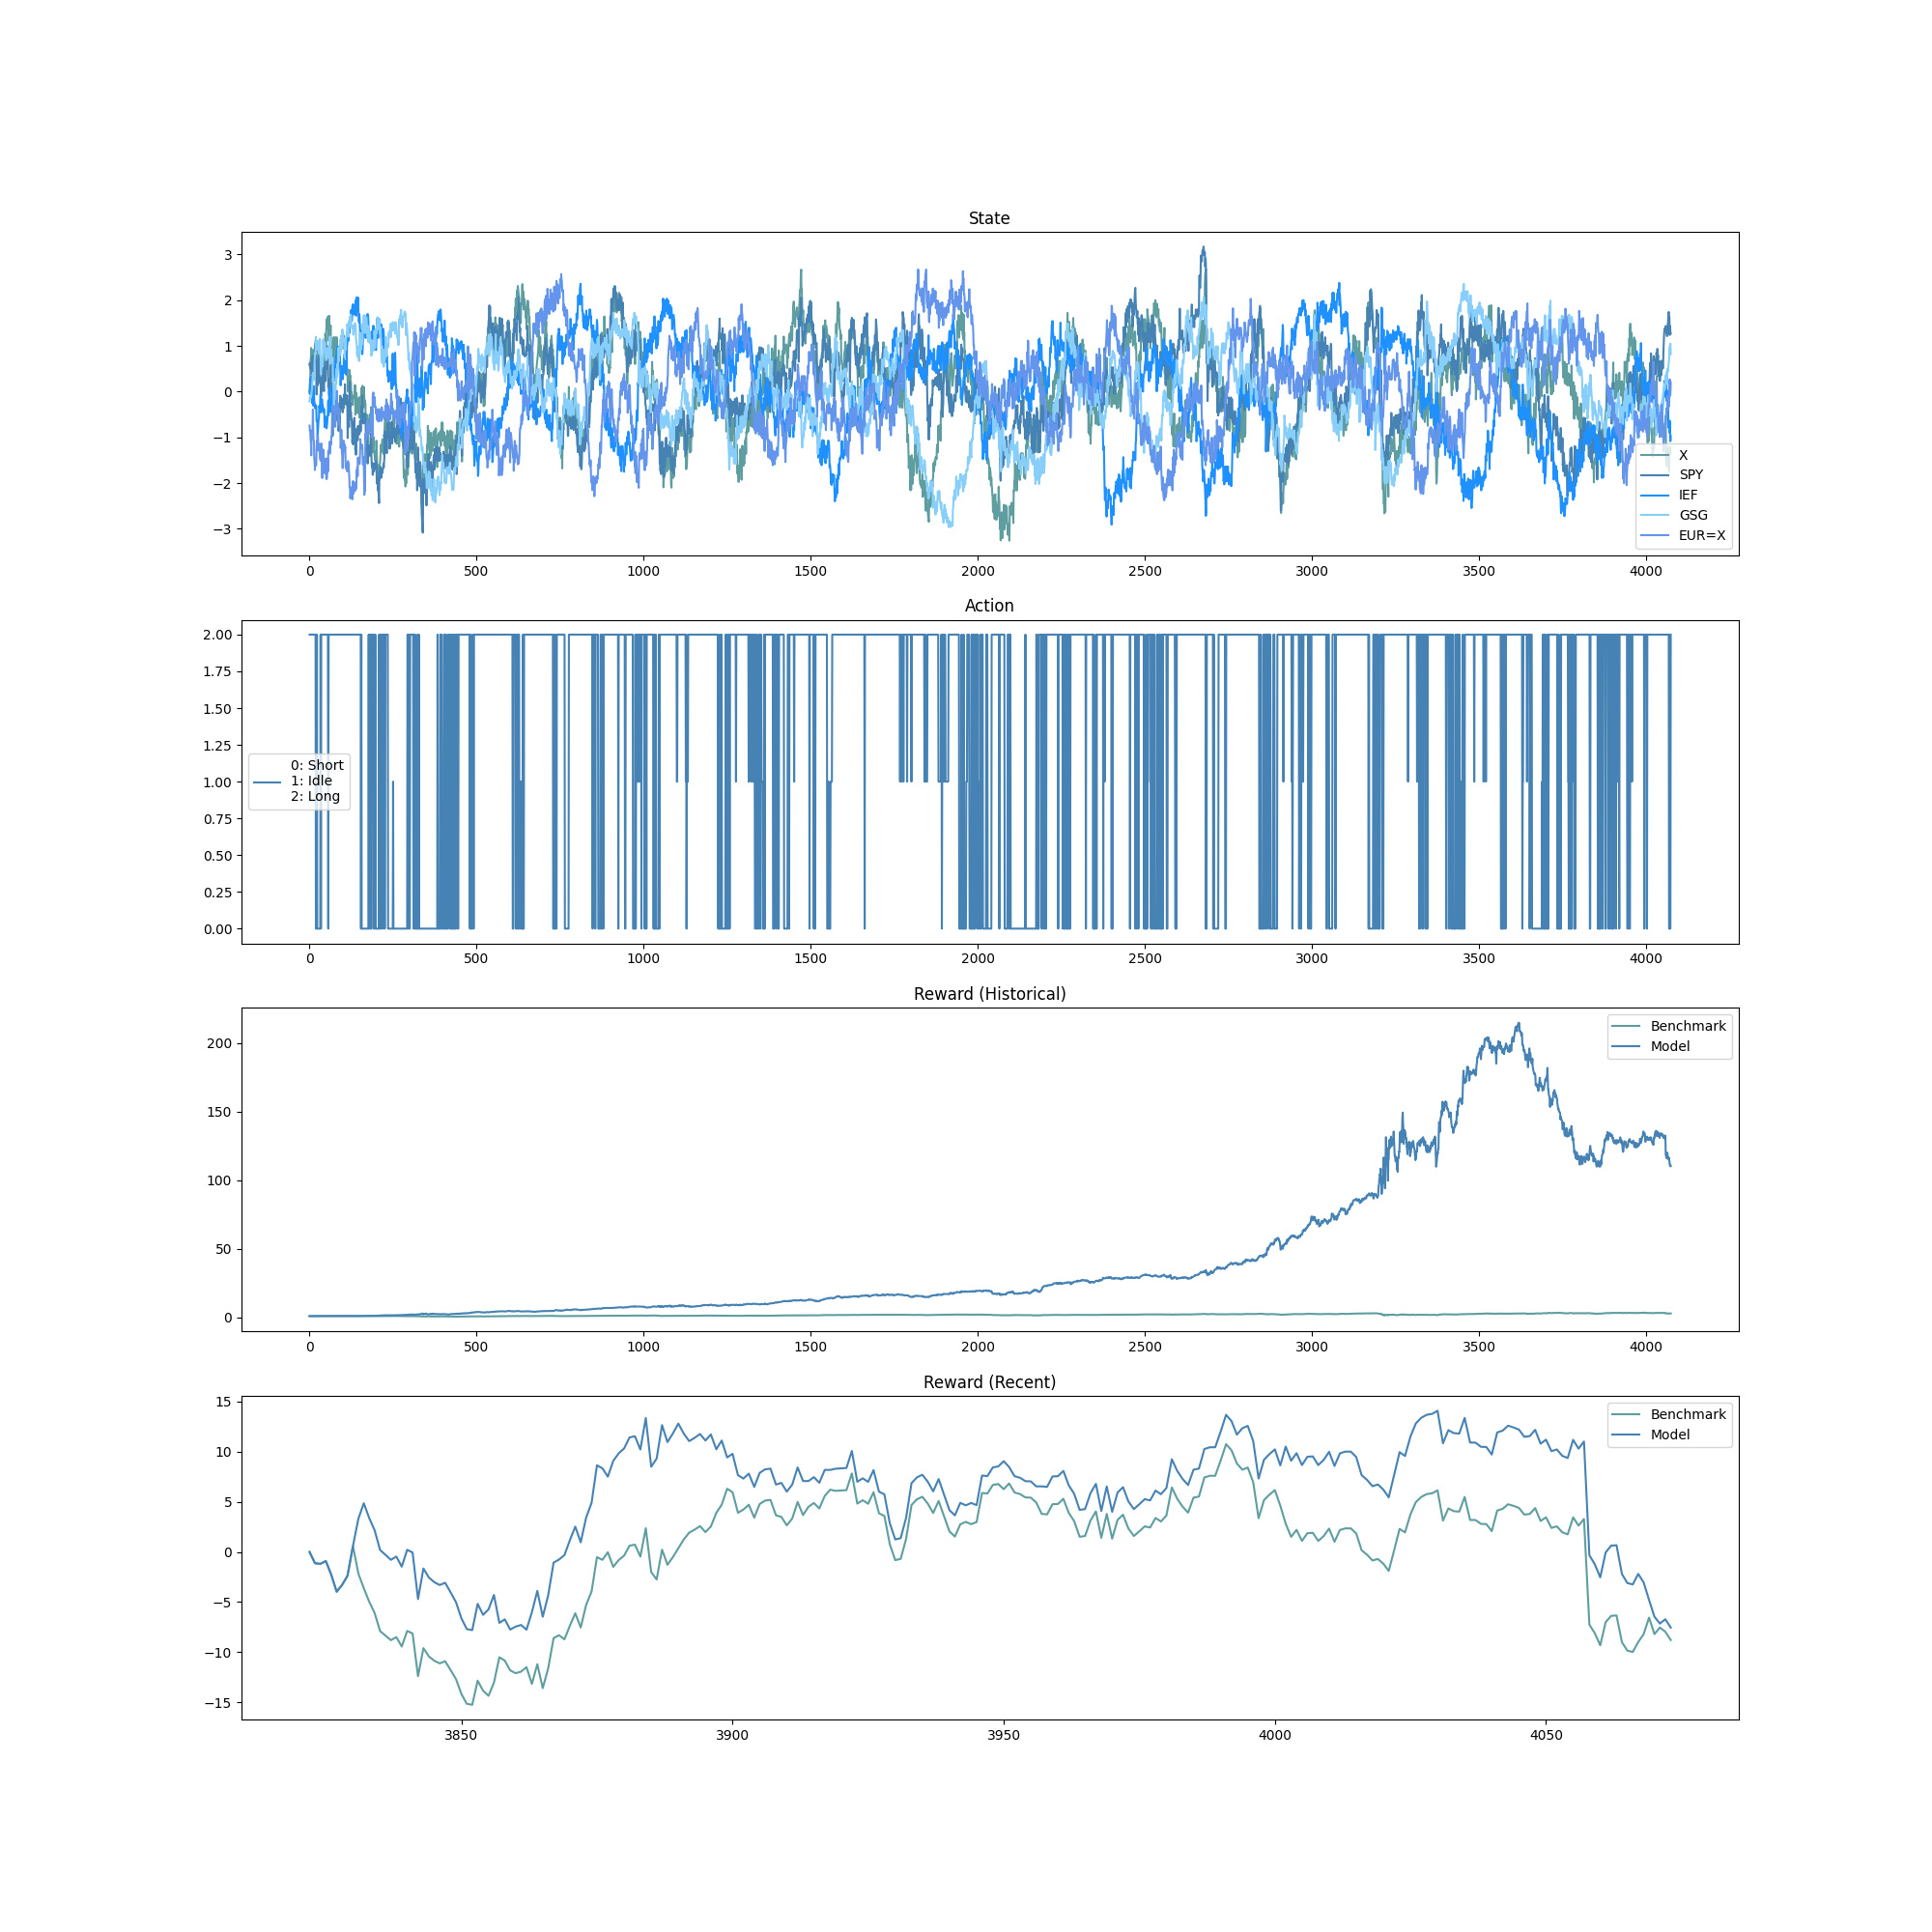 State
3
2
1
0
−1
−2
−3
X
SPY
IEF
GSG
EUR=X
0 500 1000 1500 2000 2500 3000 3500 4000
Action
2.00
1.75
1.50
1.25
1.00
0.75
0.50
0.25
0.00
0: Short
1: Idle
2: Long
0 500 1000 1500 2000 2500 3000 3500 4000
Reward (Historical)
200
150
100
50
0
Benchmark
Model
0 500 1000 1500 2000 2500 3000 3500 4000
Reward (Recent)
15
10
5
0
−5
−10
−15
Benchmark
Model
3850 3900 3950 4000 4050